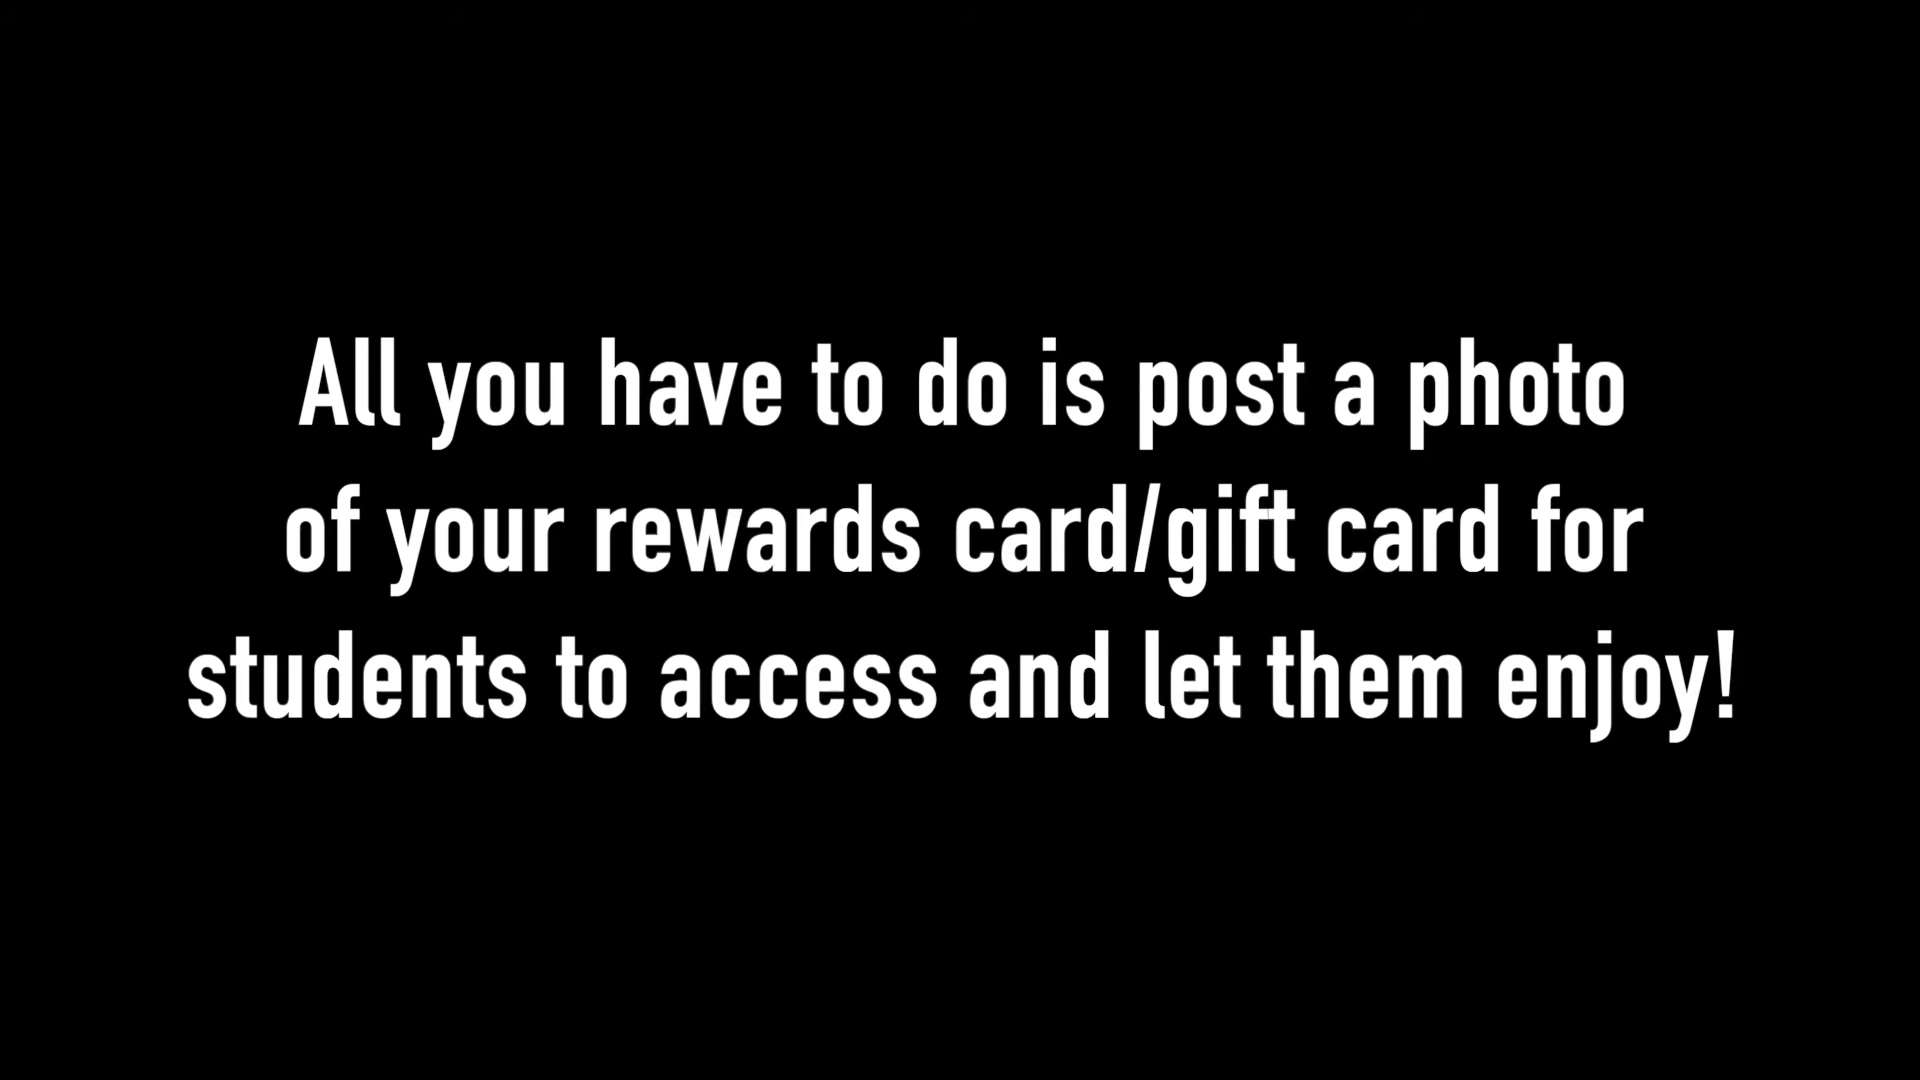 All you have to do is post a photo
of your rewards card/gift card for
students to access and let them enjoy!